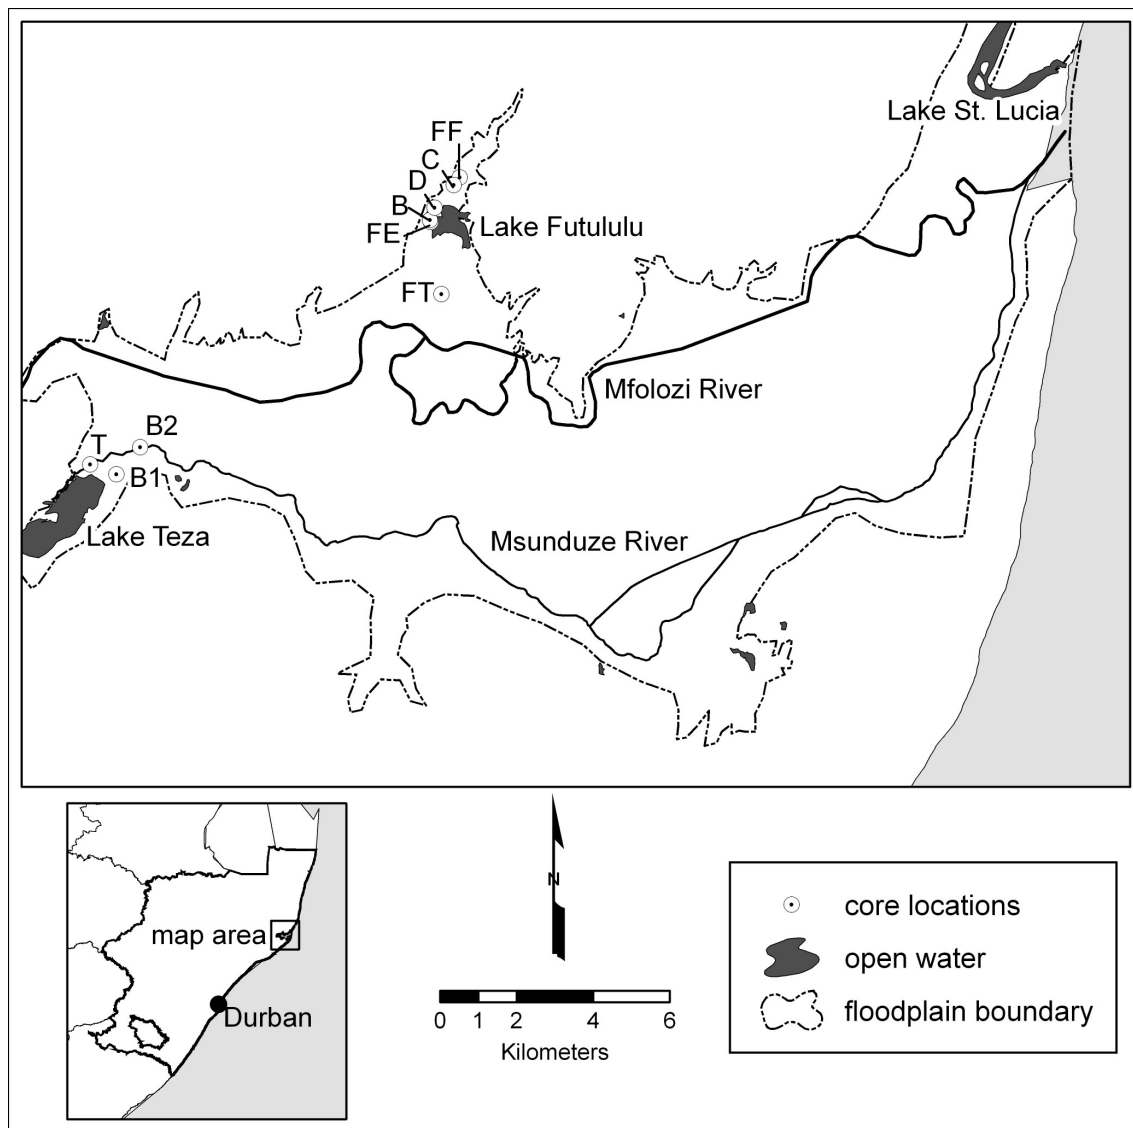 Lake St. Lucia
FF
C
D
B
FE
Lake Futululu
FT
Mfolozi River
B2
T
B1
Lake Teza
Msunduze River
map area
Durban
N
0 1 2 4 6
Kilometers
core locations
open water
floodplain boundary